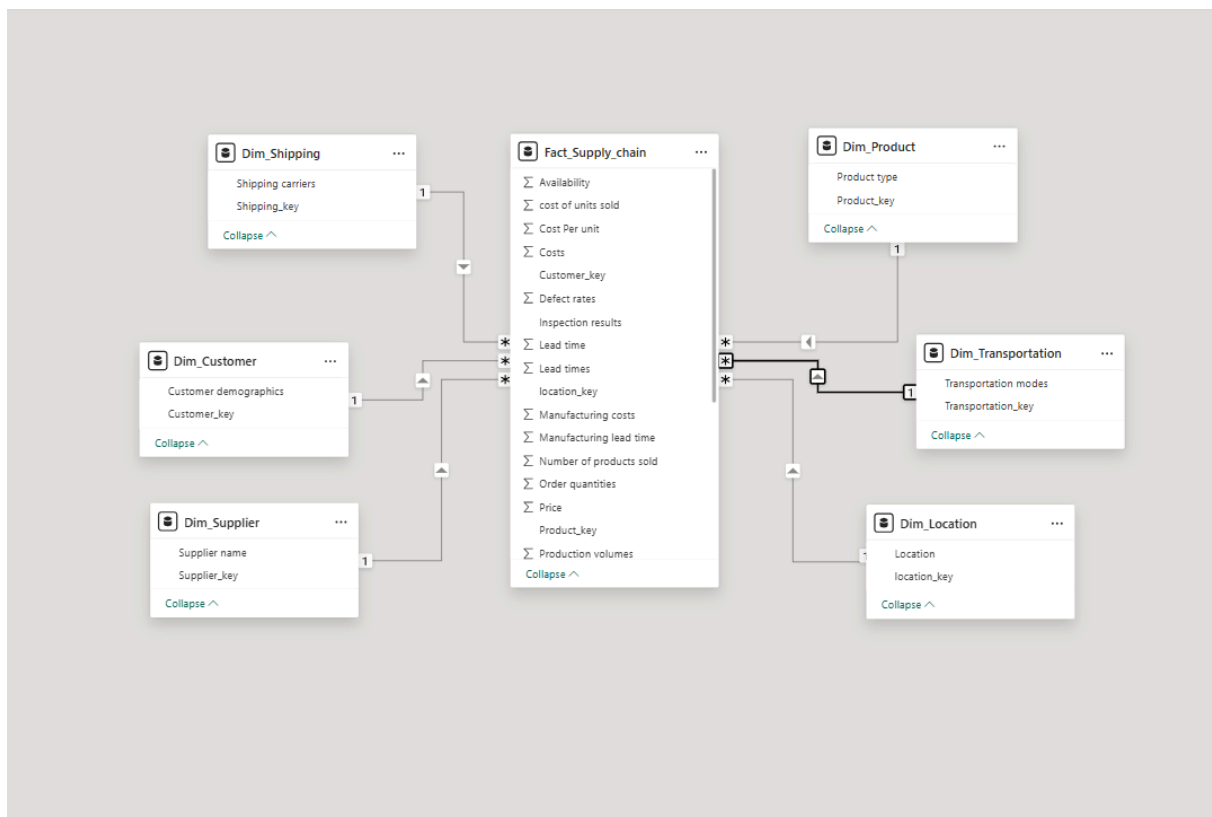 Dim_Shipping
Shipping carriers
Shipping_key
Collapse
1
Fact_Supply_chain
Σ Availability
Σ cost of units sold
Σ Cost Per unit
Σ Costs
Customer_key
Σ Defect rates
Inspection results
Σ Lead time
Σ Lead times
location_key
Σ Manufacturing costs
Σ Manufacturing lead time
Σ Number of products sold
Σ Order quantities
Σ Price
Product_key
Σ Production volumes
Collapse
*
*
*
*
*
*
Dim_Product
Product type
Product_key
Collapse
1
Dim_Customer
Customer demographics
Customer_key
Collapse
1
Dim_Transportation
Transportation modes
Transportation_key
Collapse
1
Dim_Supplier
Supplier name
Supplier_key
Collapse
1
Dim_Location
Location
location_key
Collapse
1